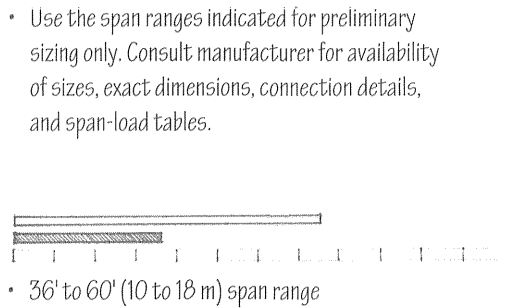 • Use the span ranges indicated for preliminary
sizing only. Consult manufacturer for availability
of sizes, exact dimensions, connection details,
and span-load tables.
• 36' to 60' (10 to 18 m) span range